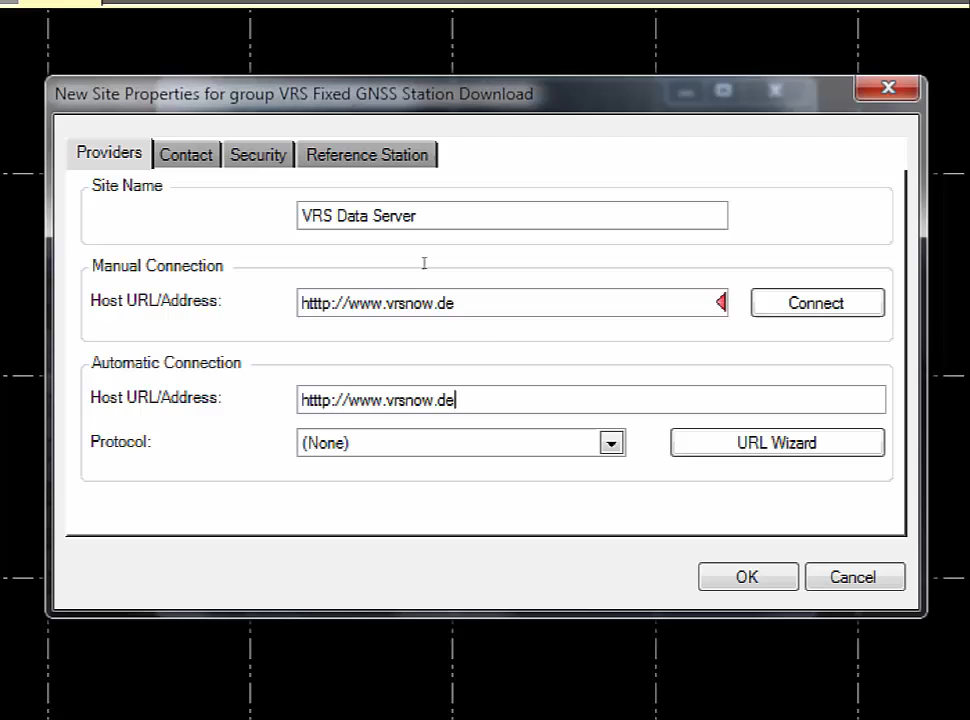 New Site Properties for group VRS Fixed GNSS Station Download
Providers Contact Security Reference Station
Site Name
VRS Data Server
Manual Connection
Host URL/Address: htttp://www.vrsnow.de Connect
Automatic Connection
Host URL/Address: htttp://www.vrsnow.de
Protocol: (None) URL Wizard
OK Cancel